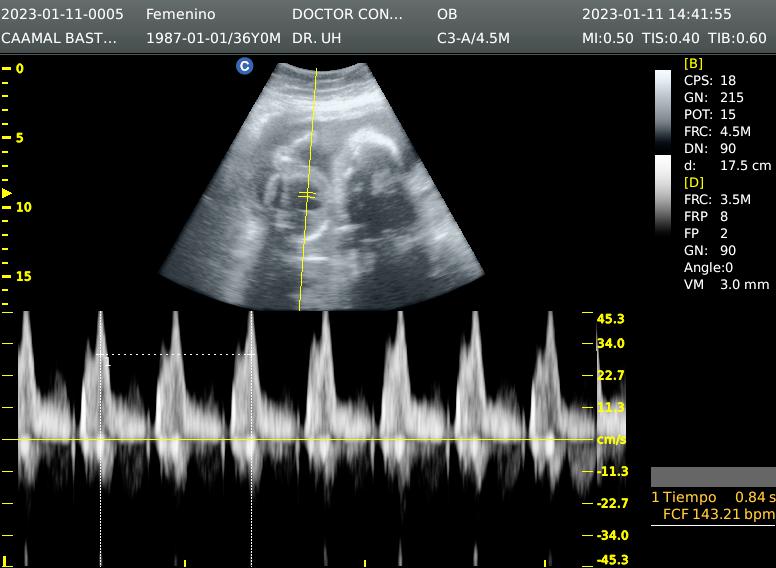 2023-01-11-0005 Femenino DOCTOR CON... OB 2023-01-11 14:41:55
CAAMAL BAST... 1987-01-01/36Y0M DR. UH C3-A/4.5M MI:0.50 TIS:0.40 TIB:0.60
C
0
5
10
15
[B]
CPS: 18
GN: 215
POT: 15
FRC: 4.5M
DN: 90
d: 17.5 cm
[D]
FRC: 3.5M
FRP 8
FP 2
GN: 90
Angle:0
VM 3.0 mm
45.3
34.0
22.7
11.3
cm/s
-11.3
-22.7
-34.0
-45.3
1
1 Tiempo 0.84 s
FCF 143.21 bpm